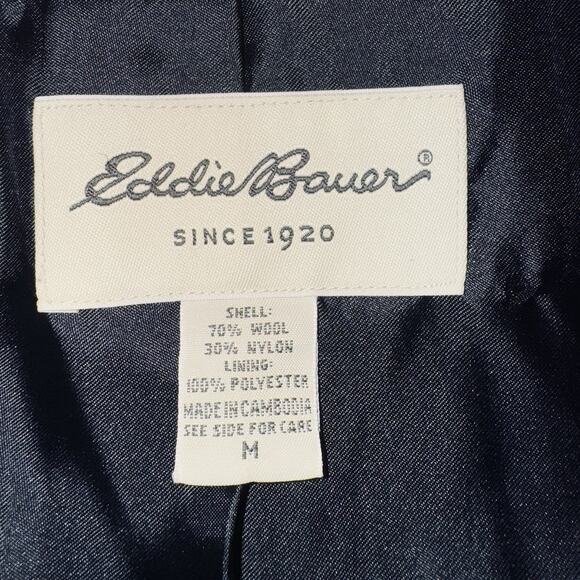 Eddie Bauer®
SINCE 1920
SHELL:
70% WOOL
30% NYLON
LINING:
100% POLYESTER
MADE IN CAMBODIA
SEE SIDE FOR CARE
M